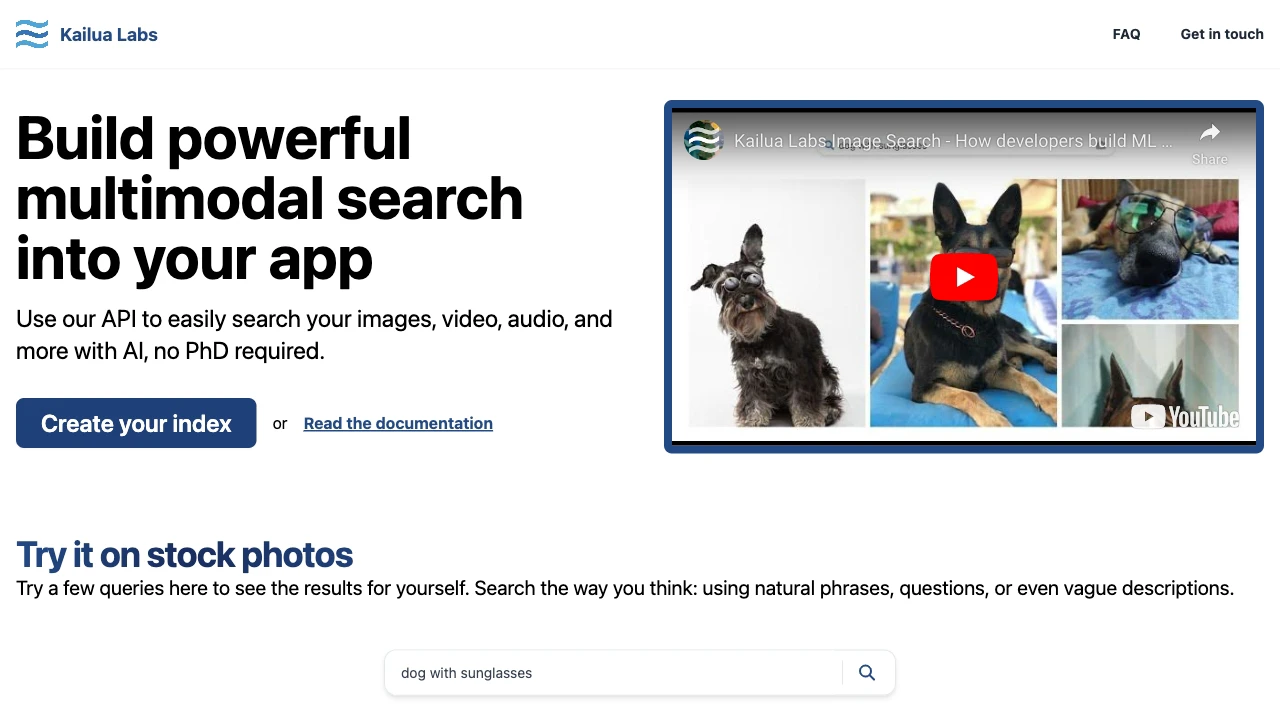 Kailua Labs
FAQ
Get in touch
Build powerful
multimodal search
into your app
Use our API to easily search your images, video, audio, and
more with AI, no PhD required.
Create your index
or
Read the documentation
Kailua Labs Image Search - How developers build ML ...
dog with sunglasses
Share
YouTube
Try it on stock photos
Try a few queries here to see the results for yourself. Search the way you think: using natural phrases, questions, or even vague descriptions.
dog with sunglasses